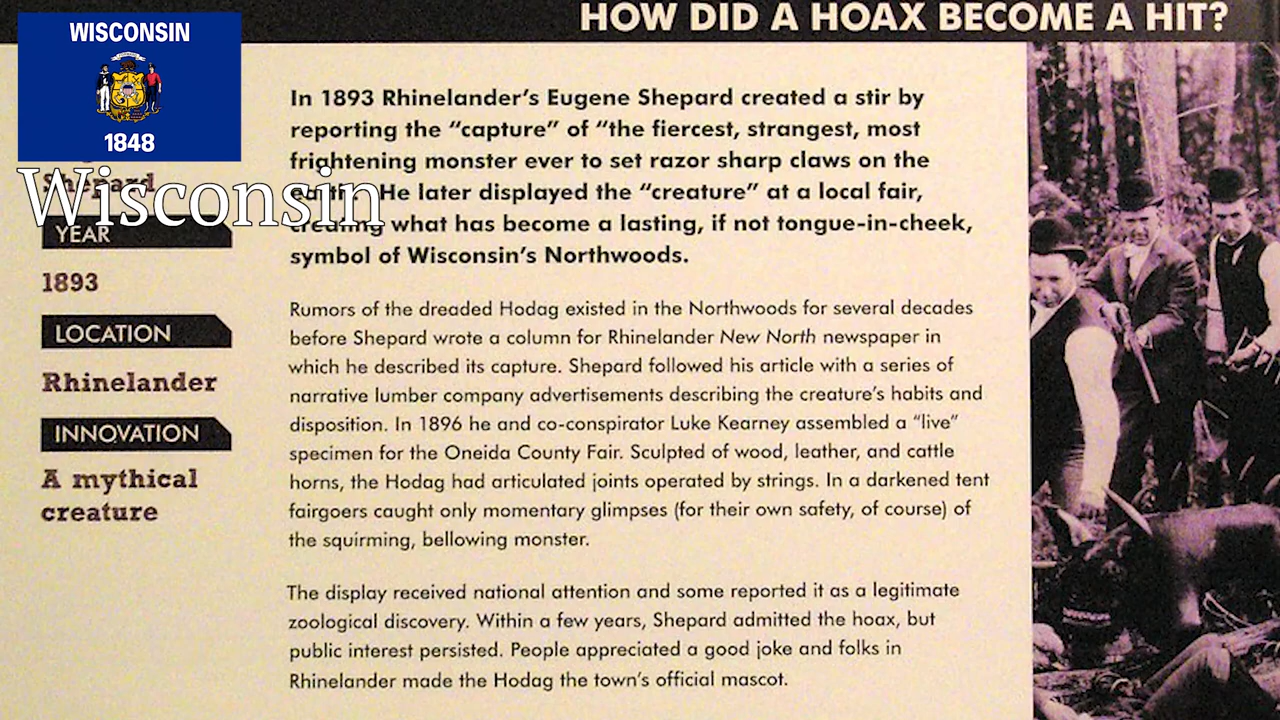 HOW DID A HOAX BECOME A HIT?
WISCONSIN
1848
Wisconsin
Shepard
YEAR
1893
LOCATION
Rhinelander
INNOVATION
A mythical
creature
In 1893 Rhinelander's Eugene Shepard created a stir by
reporting the “capture” of “the fiercest, strangest, most
frightening monster ever to set razor sharp claws on the
He later displayed the “creature” at a local fair,
creating what has become a lasting, if not tongue-in-cheek,
symbol of Wisconsin's Northwoods.
Rumors of the dreaded Hodag existed in the Northwoods for several decades
before Shepard wrote a column for Rhinelander New North newspaper in
which he described its capture. Shepard followed his article with a series of
narrative lumber company advertisements describing the creature's habits and
disposition. In 1896 he and co-conspirator Luke Kearney assembled a “live”
specimen for the Oneida County Fair. Sculpted of wood, leather, and cattle
horns, the Hodag had articulated joints operated by strings. In a darkened tent
fairgoers caught only momentary glimpses (for their own safety, of course) of
the squirming, bellowing monster.
The display received national attention and some reported it as a legitimate
zoological discovery. Within a few years, Shepard admitted the hoax, but
public interest persisted. People appreciated a good joke and folks in
Rhinelander made the Hodag the town's official mascot.